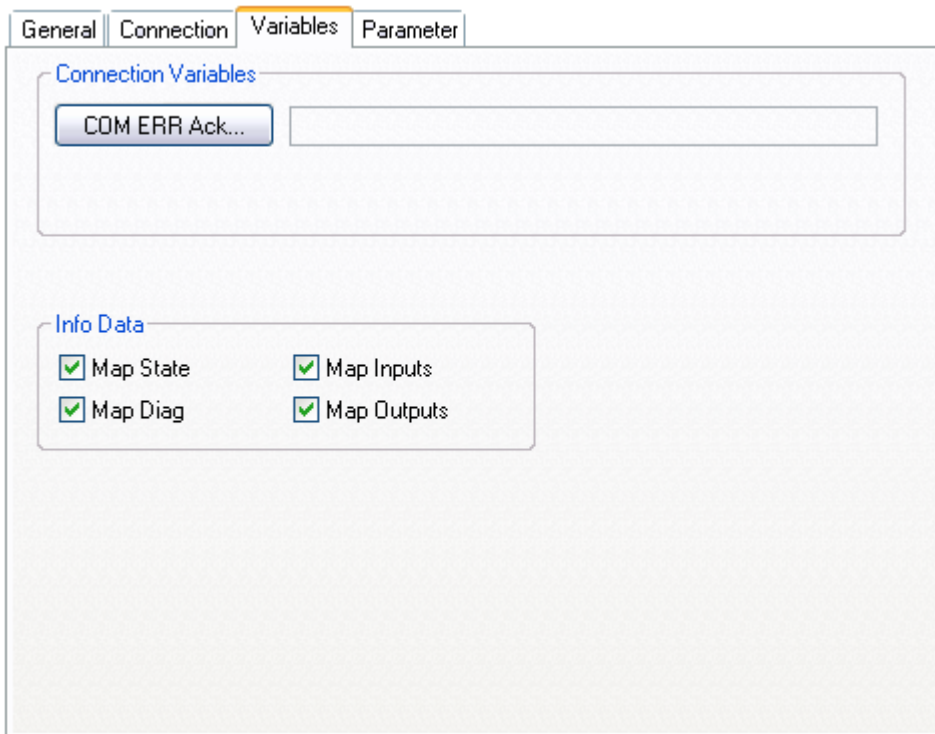 General Connection Variables Parameter
Connection Variables
COM ERR Ack...
Info Data
Map State Map Inputs
Map Diag Map Outputs